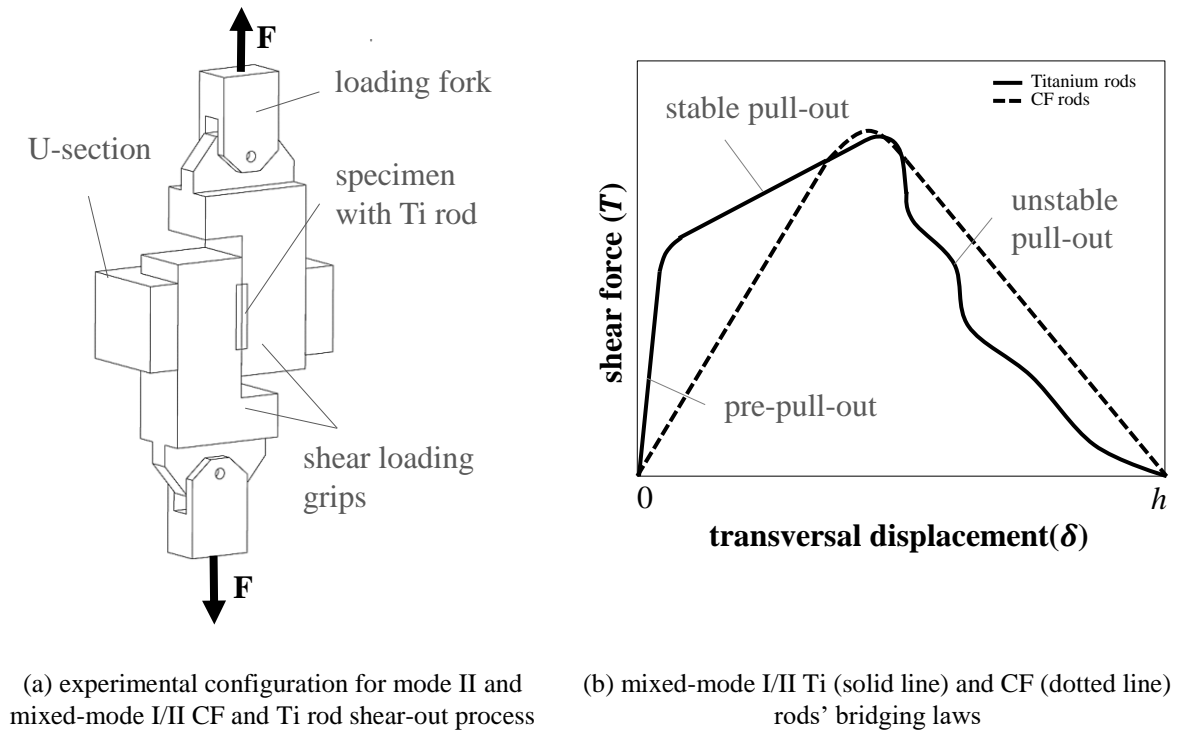 F
loading fork
U-section
specimen
with Ti rod
shear loading
grips
F
Titanium rods
CF rods
stable pull-out
unstable
pull-out
pre-pull-out
shear force (T)
0
h
transversal displacement(δ)
(a) experimental configuration for mode II and
mixed-mode I/II CF and Ti rod shear-out process
(b) mixed-mode I/II Ti (solid line) and CF (dotted line)
rods’ bridging laws